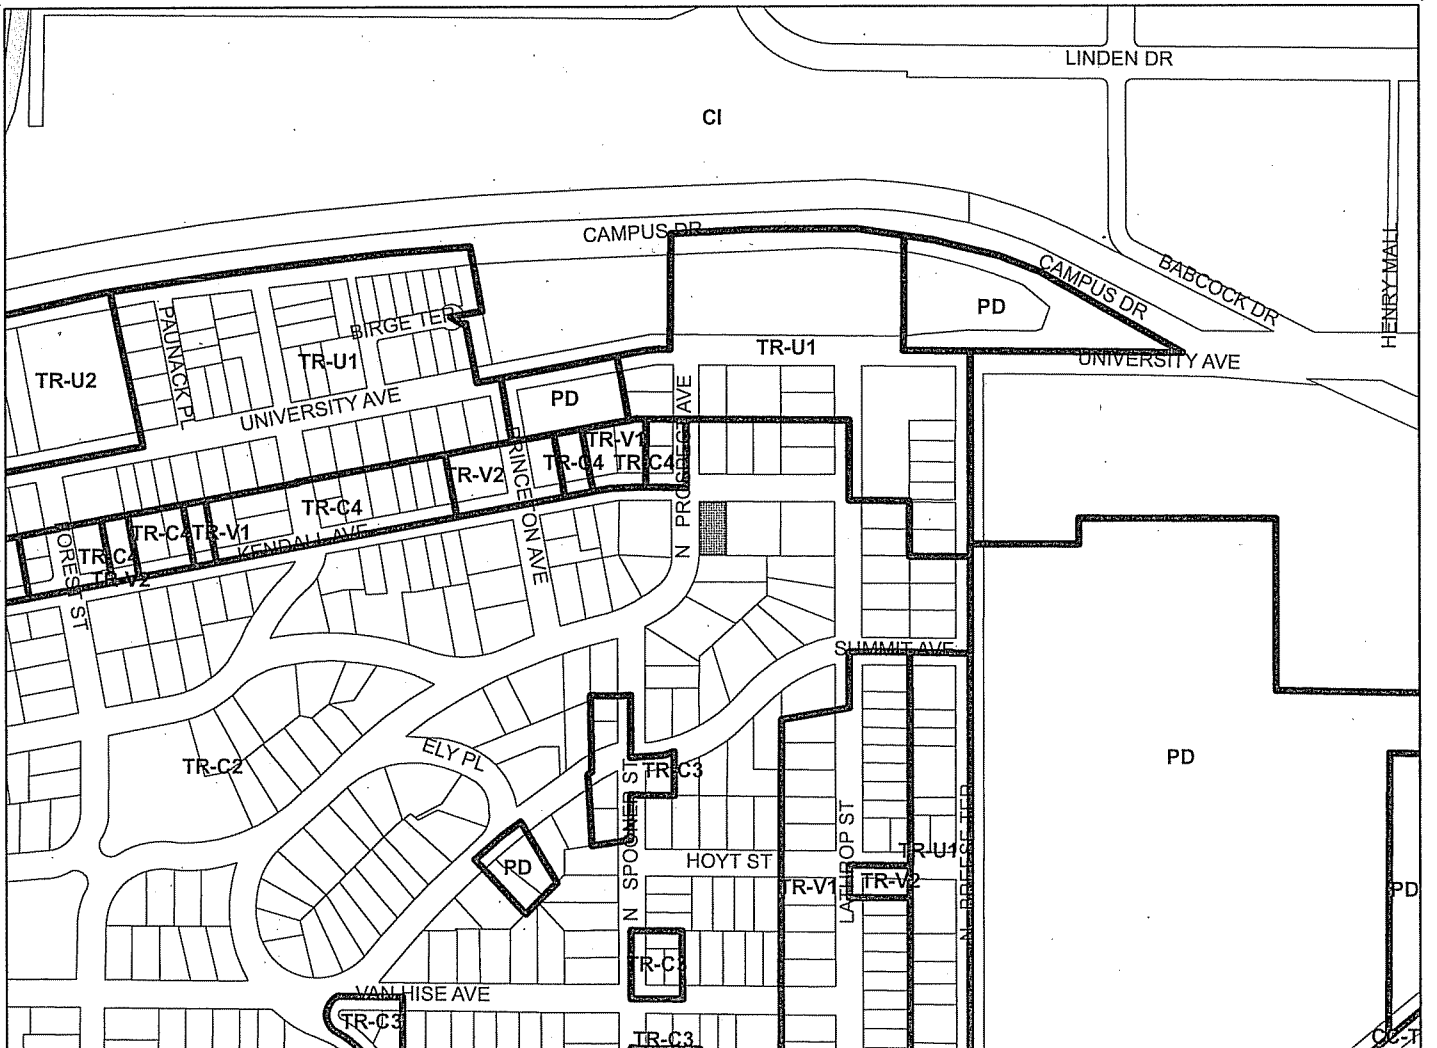 LINDEN DR
CI
CAMPUS DR
BABCOCK DR
CAMPUS DR
HENRY MALL
PD
PAUNACK PL
BIRGE TER
TR-U1
TR-U1
UNIVERSITY AVE
TR-U2
UNIVERSITY AVE
PD
N PROSPECT AVE
TR-V1
TR-C4
TR-C4
TR-V2
PRINCETON AVE
TR-C4
TR-C4
TR-V1
KENDALL AVE
TR-C4
TR-V2
FOREST ST
SUMMIT AVE
ELY PL
TR-C2
TR-C3
PD
N SPOONER ST
LATHROP ST
N BREESE TER
TR-U1
HOYT ST
PD
TR-V1
TR-V2
PD
TR-C3
VAN HISE AVE
TR-C3
TR-C3
CC-T